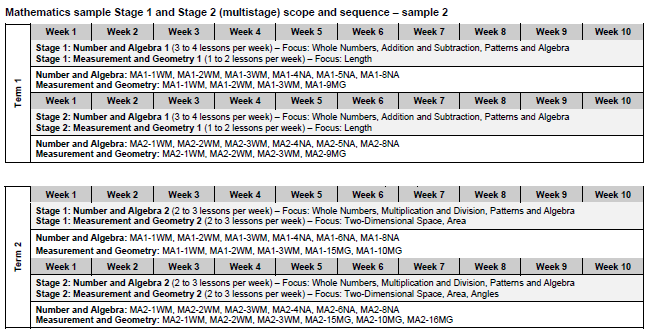 Mathematics sample Stage 1 and Stage 2 (multistage) scope and sequence – sample 2
Term 1
Week 1 Week 2 Week 3 Week 4 Week 5 Week 6 Week 7 Week 8 Week 9 Week 10
Stage 1: Number and Algebra 1 (3 to 4 lessons per week) – Focus: Whole Numbers, Addition and Subtraction, Patterns and Algebra
Stage 1: Measurement and Geometry 1 (1 to 2 lessons per week) – Focus: Length
Number and Algebra: MA1-1WM, MA1-2WM, MA1-3WM, MA1-4NA, MA1-5NA, MA1-8NA
Measurement and Geometry: MA1-1WM, MA1-2WM, MA1-3WM, MA1-9MG
Week 1 Week 2 Week 3 Week 4 Week 5 Week 6 Week 7 Week 8 Week 9 Week 10
Stage 2: Number and Algebra 1 (3 to 4 lessons per week) – Focus: Whole Numbers, Addition and Subtraction, Patterns and Algebra
Stage 2: Measurement and Geometry 1 (1 to 2 lessons per week) – Focus: Length
Number and Algebra: MA2-1WM, MA2-2WM, MA2-3WM, MA2-4NA, MA2-5NA, MA2-8NA
Measurement and Geometry: MA2-1WM, MA2-2WM, MA2-3WM, MA2-9MG
Term 2
Week 1 Week 2 Week 3 Week 4 Week 5 Week 6 Week 7 Week 8 Week 9 Week 10
Stage 1: Number and Algebra 2 (2 to 3 lessons per week) – Focus: Whole Numbers, Multiplication and Division, Patterns and Algebra
Stage 1: Measurement and Geometry 2 (2 to 3 lessons per week) – Focus: Two-Dimensional Space, Area
Number and Algebra: MA1-1WM, MA1-2WM, MA1-3WM, MA1-4NA, MA1-6NA, MA1-8NA
Measurement and Geometry: MA1-1WM, MA1-2WM, MA1-3WM, MA1-15MG, MA1-10MG
Week 1 Week 2 Week 3 Week 4 Week 5 Week 6 Week 7 Week 8 Week 9 Week 10
Stage 2: Number and Algebra 2 (2 to 3 lessons per week) – Focus: Whole Numbers, Multiplication and Division, Patterns and Algebra
Stage 2: Measurement and Geometry 2 (2 to 3 lessons per week) – Focus: Two-Dimensional Space, Area, Angles
Number and Algebra: MA2-1WM, MA2-2WM, MA2-3WM, MA2-4NA, MA2-6NA, MA2-8NA
Measurement and Geometry: MA2-1WM, MA2-2WM, MA2-3WM, MA2-15MG, MA2-10MG, MA2-16MG